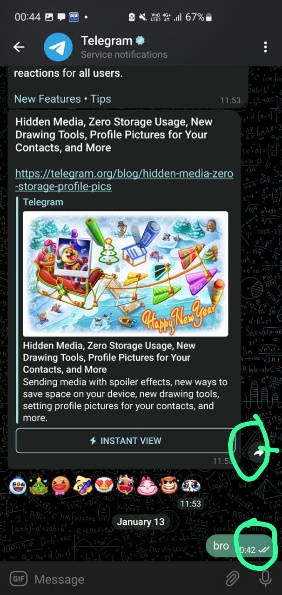 00:44
67%
Telegram
Service notifications
reactions for all users.
New Features • Tips
11:53
Hidden Media, Zero Storage Usage, New
Drawing Tools, Profile Pictures for Your
Contacts, and More
https://telegram.org/blog/hidden-media-zero
-storage-profile-pics
Telegram
Happy New Year
Hidden Media, Zero Storage Usage, New
Drawing Tools, Profile Pictures for Your
Contacts, and More
Sending media with spoiler effects, new ways to
save space on your device, new drawing tools,
setting profile pictures for your contacts, and
more.
INSTANT VIEW
11:53
January 13
bro
GIF Message